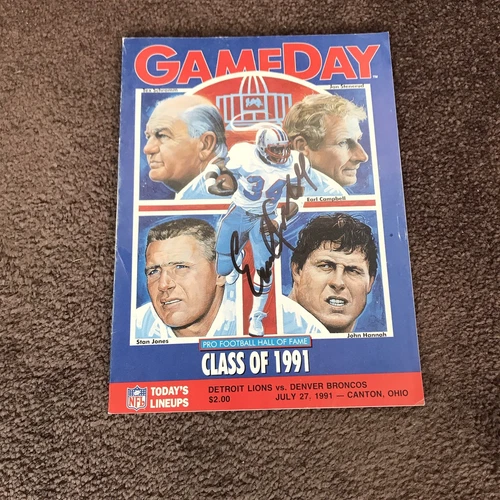 GAMEDAY
Tex Schramm
Jan Stenerud
34
Earl Campbell
Stan Jones
John Hannah
PRO FOOTBALL HALL OF FAME
CLASS OF 1991
NFL
TODAY'S
LINEUPS
DETROIT LIONS vs. DENVER BRONCOS
$2.00
JULY 27, 1991 — CANTON, OHIO